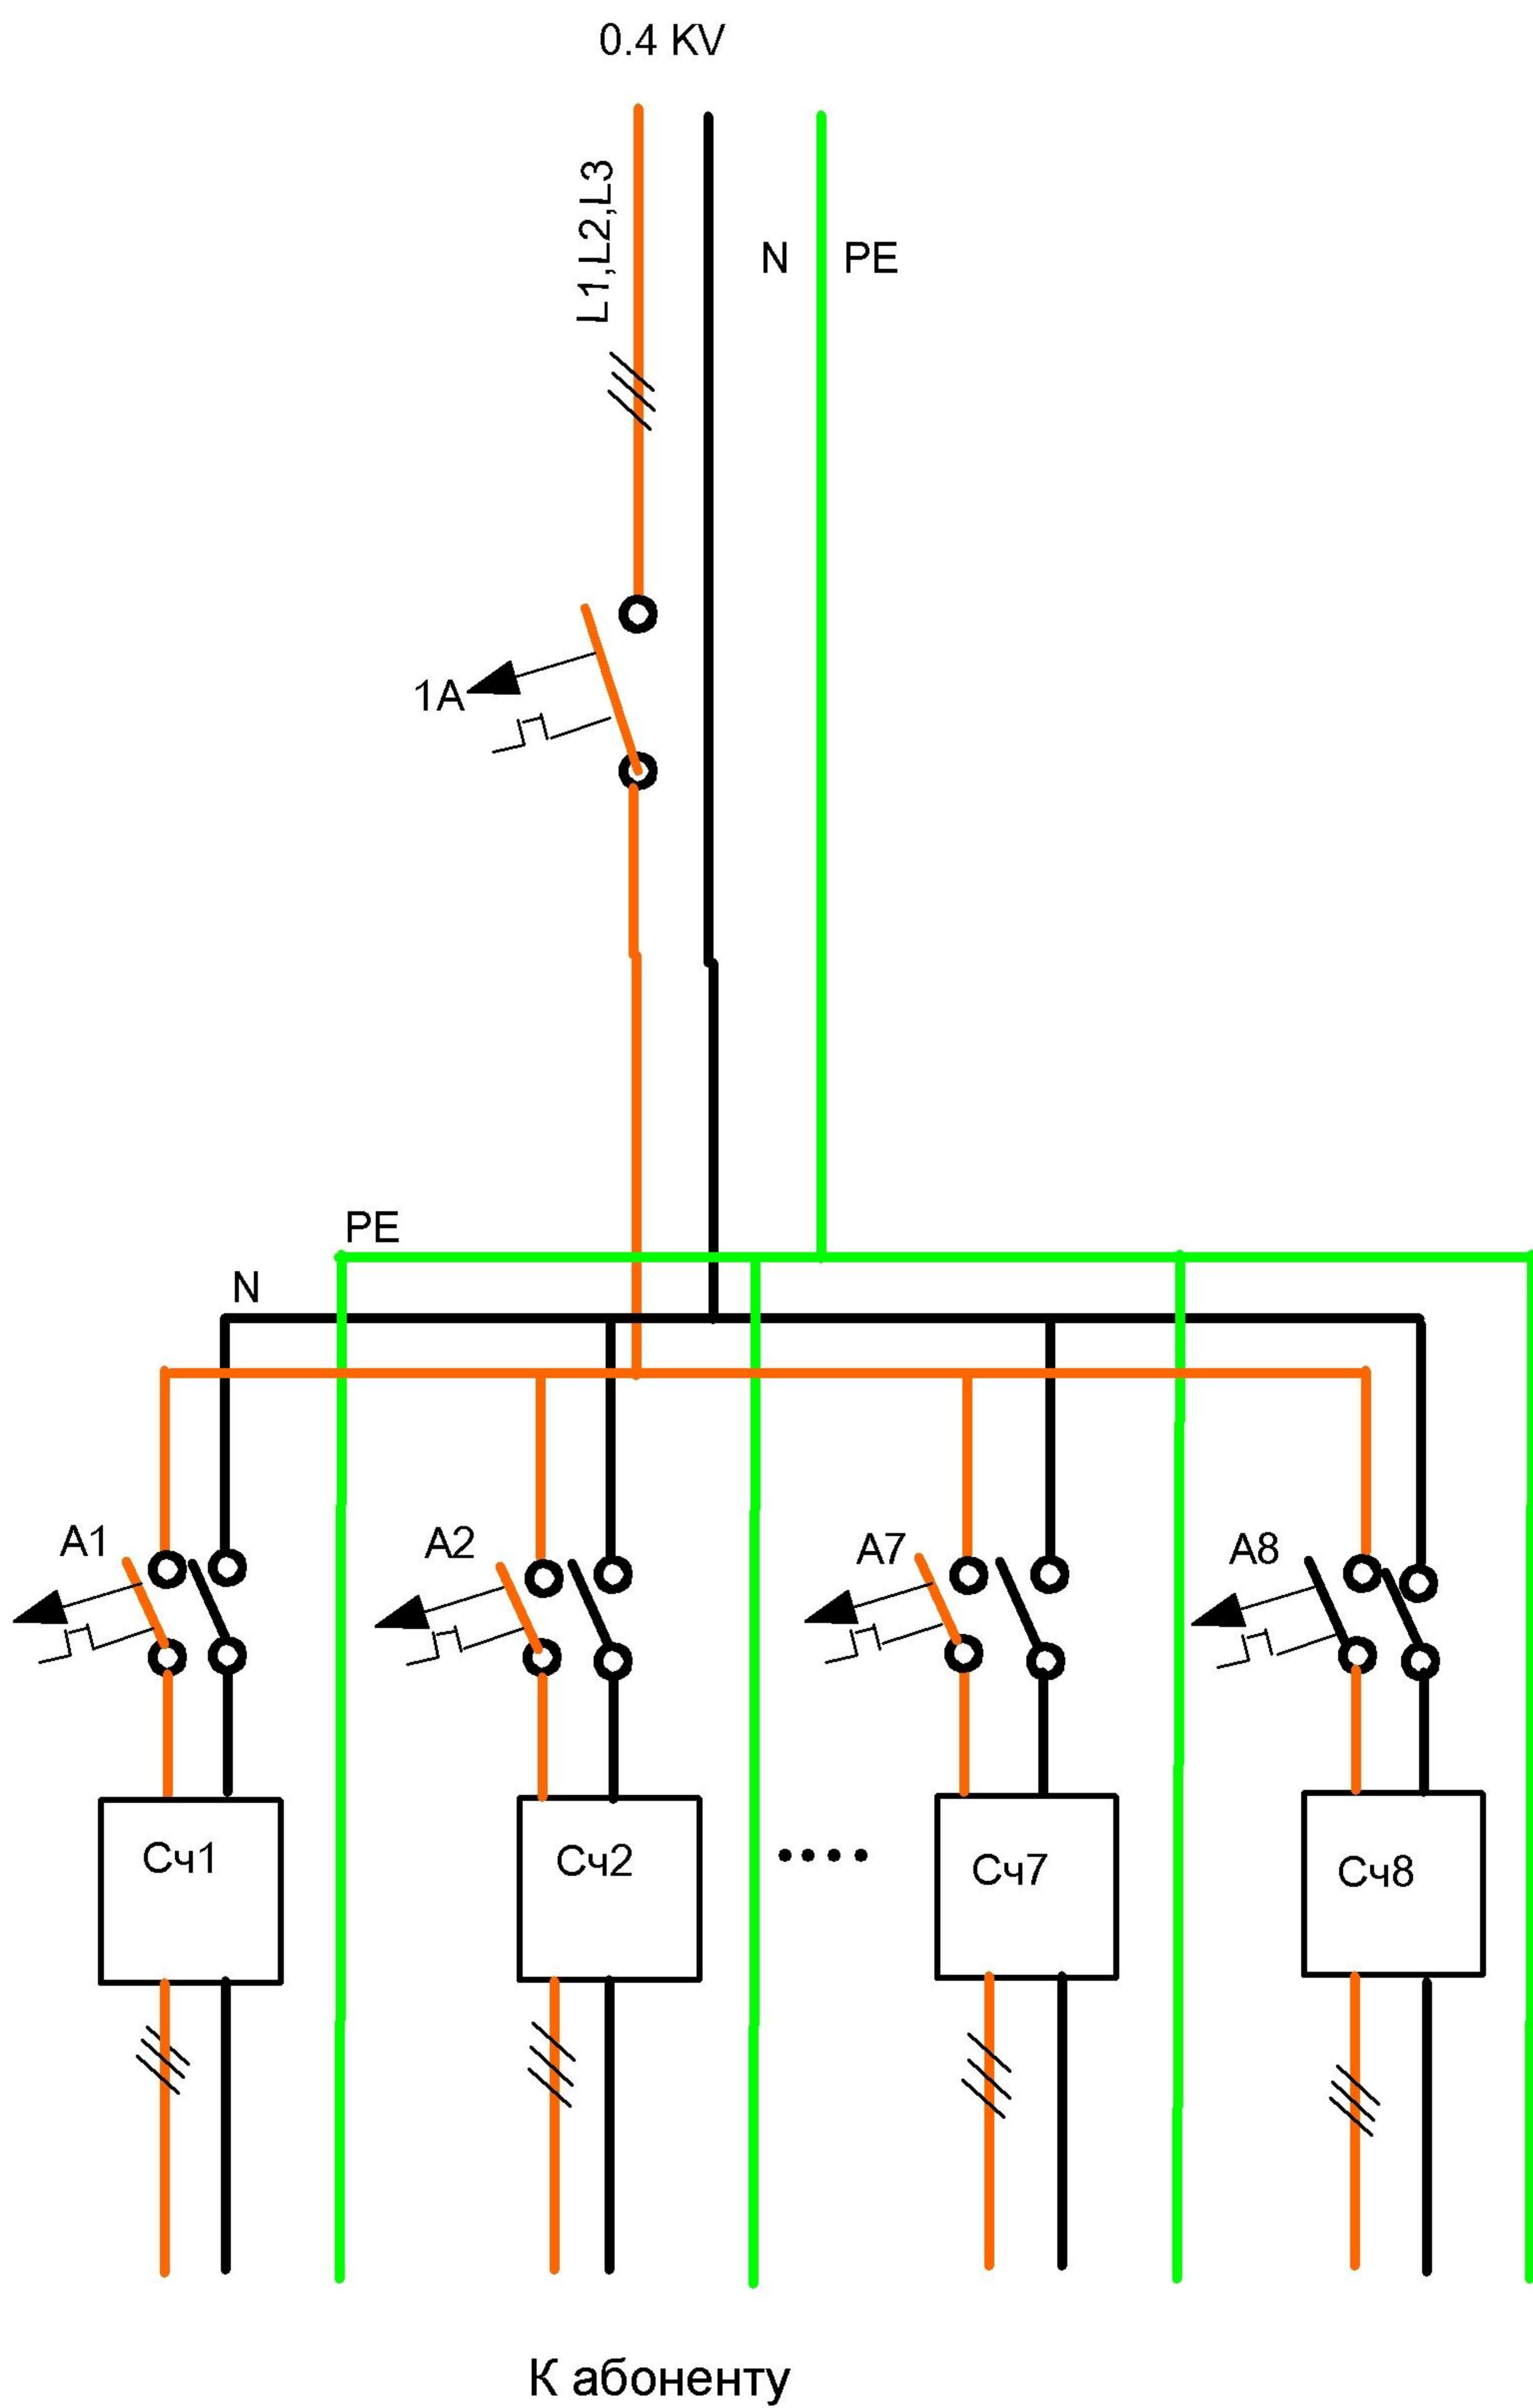 0.4 KV
L1,L2,L3
N
PE
1A
PE
N
A1
A2
A7
A8
Сч1
Сч2
Сч7
Сч8
К абоненту